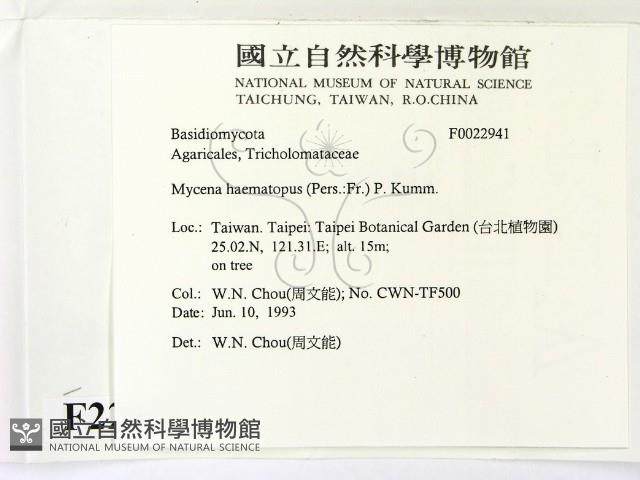 國立自然科學博物館
NATIONAL MUSEUM OF NATURAL SCIENCE
TAICHUNG, TAIWAN, R.O.CHINA
Basidiomycota F0022941
Agaricales, Tricholomataceae
Mycena haematopus (Pers.:Fr.) P. Kumm.
Loc.: Taiwan. Taipei: Taipei Botanical Garden (台北植物園)
25.02.N, 121.31.E; alt. 15m;
on tree
Col.: W.N. Chou(周文能); No. CWN-TF500
Date: Jun. 10, 1993
Det.: W.N. Chou(周文能)
國立自然科學博物館
NATIONAL MUSEUM OF NATURAL SCIENCE